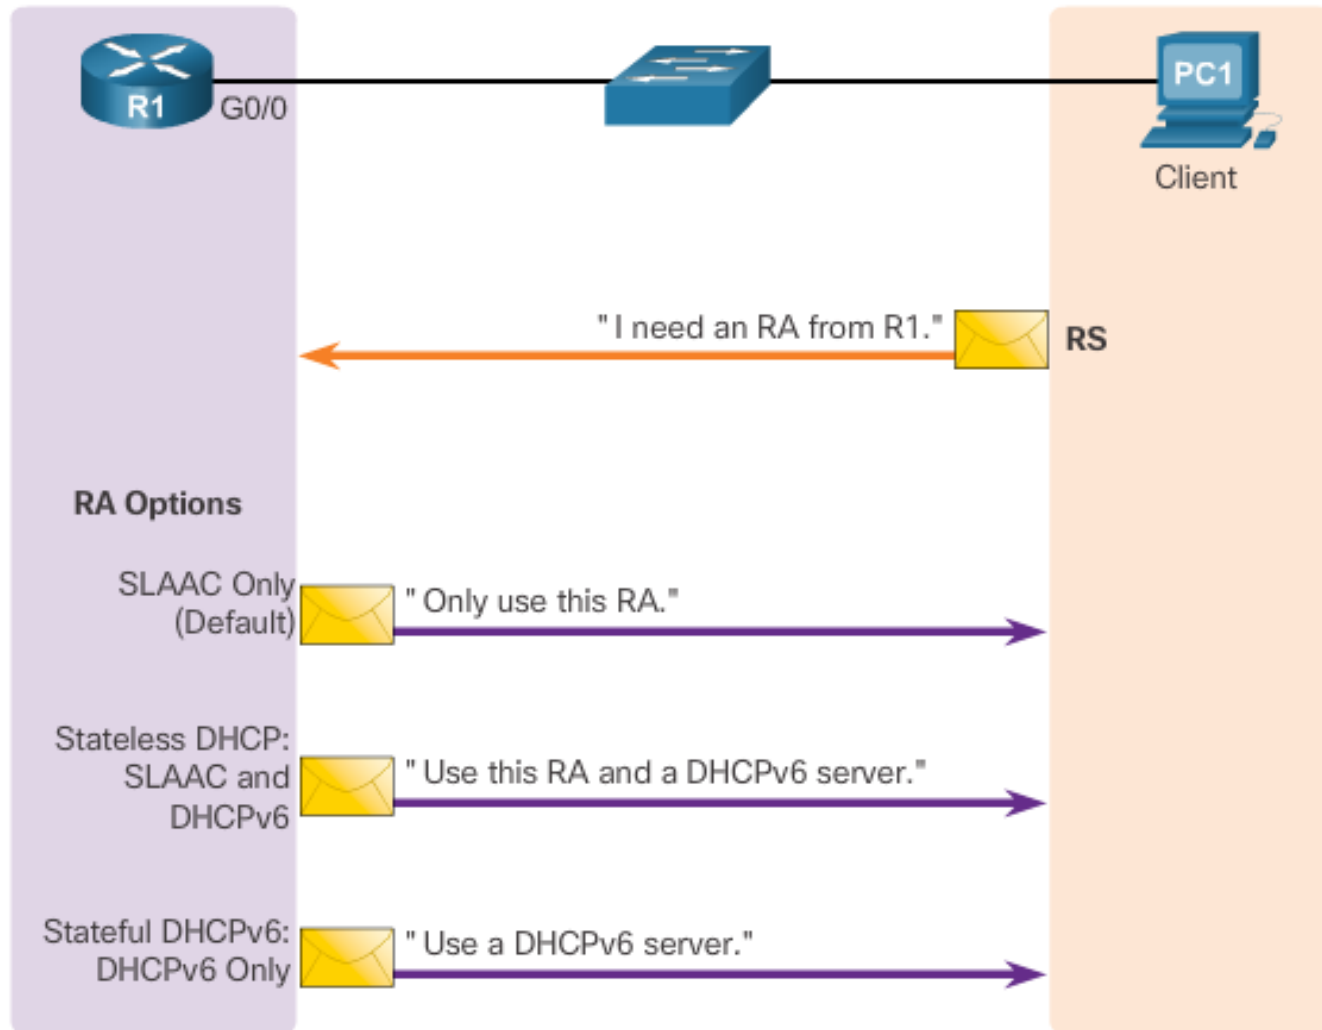 R1
G0/0
PC1
Client
" I need an RA from R1."
RS
RA Options
SLAAC Only
(Default)
" Only use this RA."
Stateless DHCP:
SLAAC and
DHCPv6
" Use this RA and a DHCPv6 server."
Stateful DHCPv6:
DHCPv6 Only
" Use a DHCPv6 server."